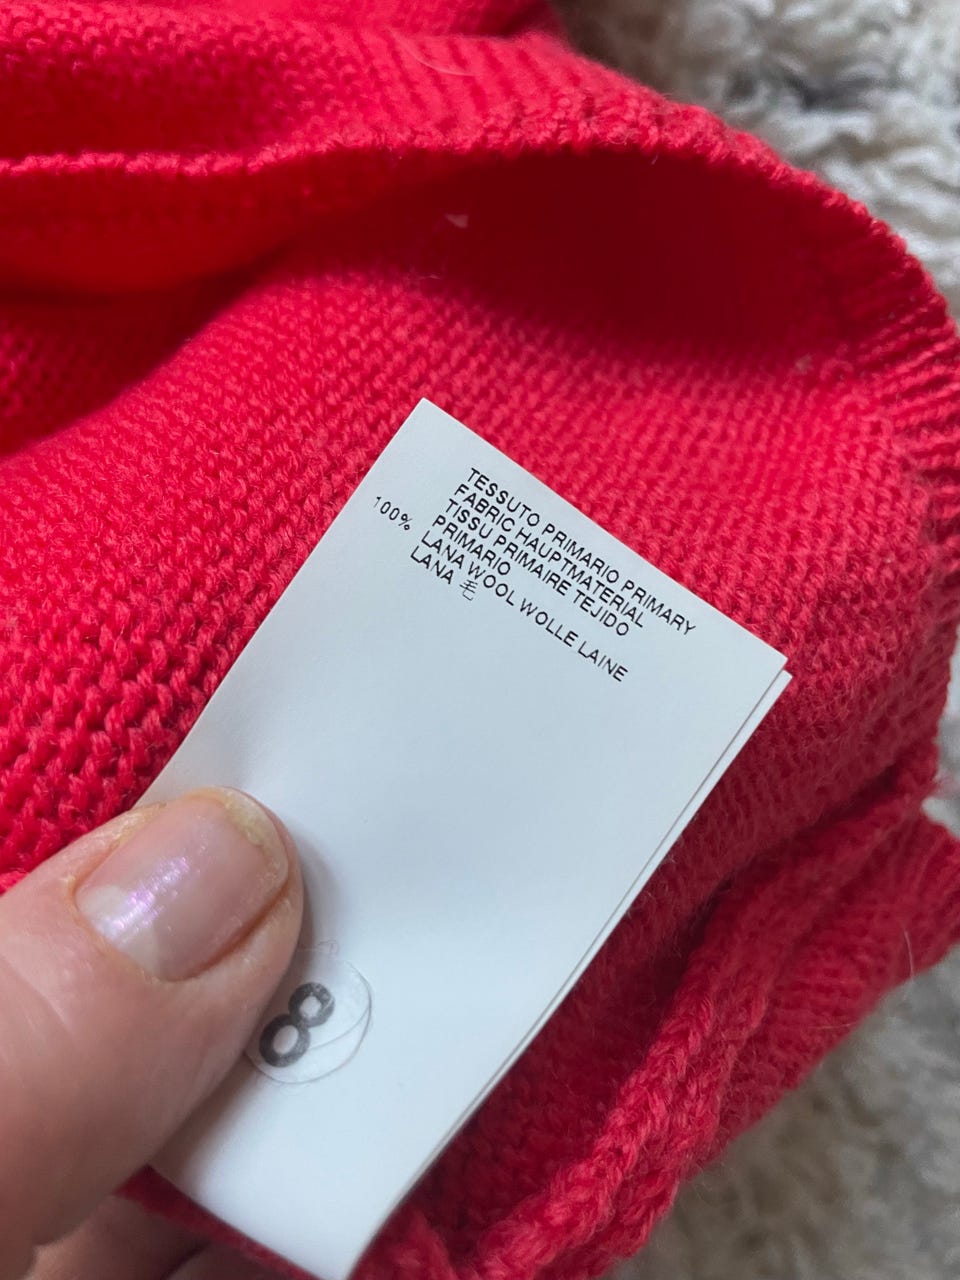 TESSUTO PRIMARIO PRIMARY
FABRIC HAUPTMATERIAL
TISSU PRIMAIRE TEJIDO
PRIMARIO
100% LANA WOOL WOLLE LAINE
LANA 毛
8